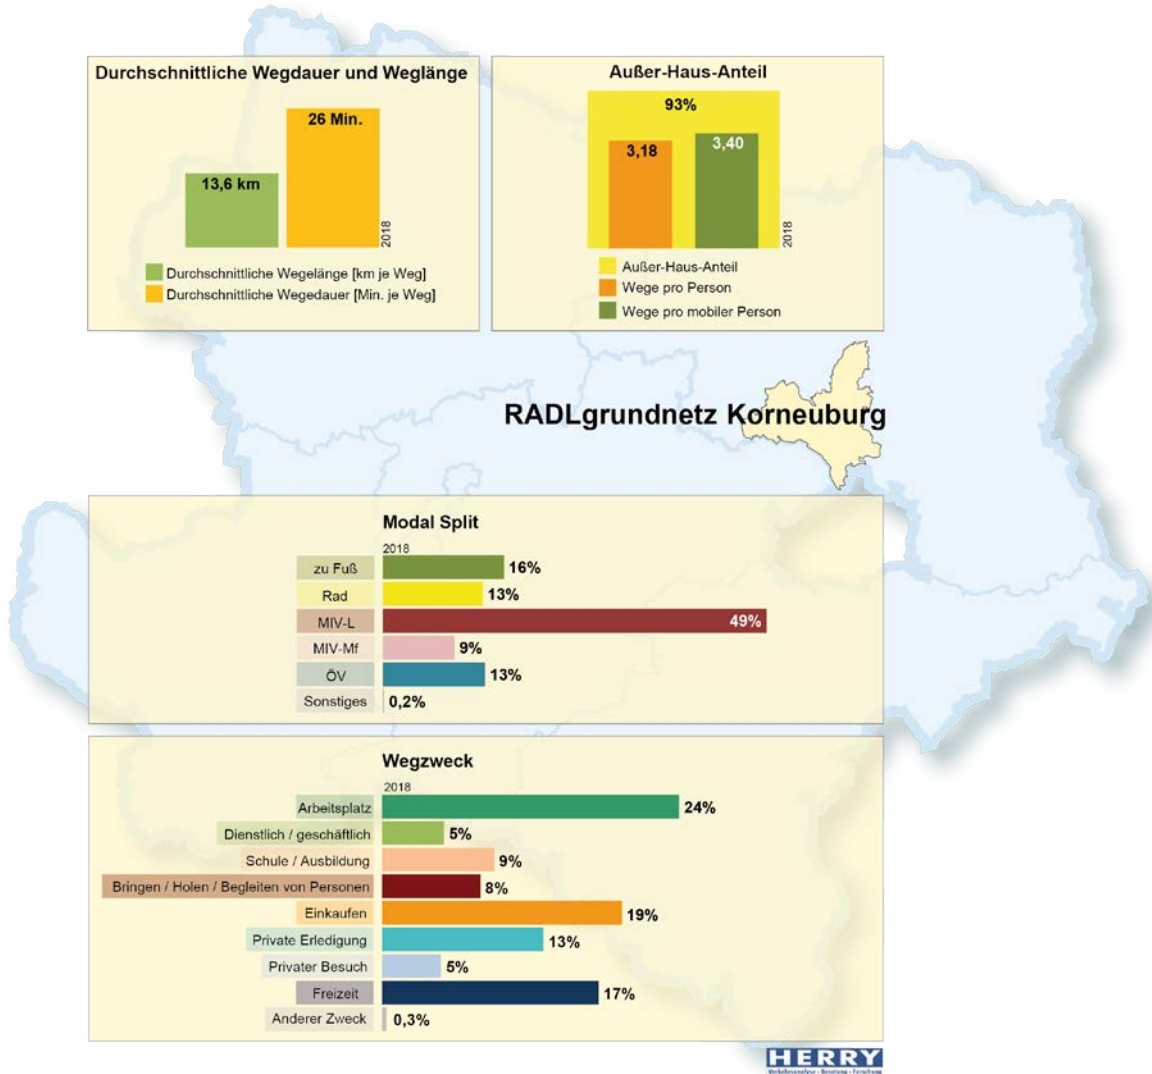 Durchschnittliche Wegdauer und Weglänge
26 Min.
13,6 km
2018
Durchschnittliche Wegelänge [km je Weg]
Durchschnittliche Wegedauer [Min. je Weg]
Außer-Haus-Anteil
93%
3,18
3,40
2018
Außer-Haus-Anteil
Wege pro Person
Wege pro mobiler Person
RADLgrundnetz Korneuburg
Modal Split
2018
zu Fuß 16%
Rad 13%
MIV-L 49%
MIV-Mf 9%
ÖV 13%
Sonstiges 0,2%
Wegzweck
2018
Arbeitsplatz 24%
Dienstlich / geschäftlich 5%
Schule / Ausbildung 9%
Bringen / Holen / Begleiten von Personen 8%
Einkaufen 19%
Private Erledigung 13%
Privater Besuch 5%
Freizeit 17%
Anderer Zweck 0,3%
HERRY
Verkehrsanalyse - Beratung - Forschung